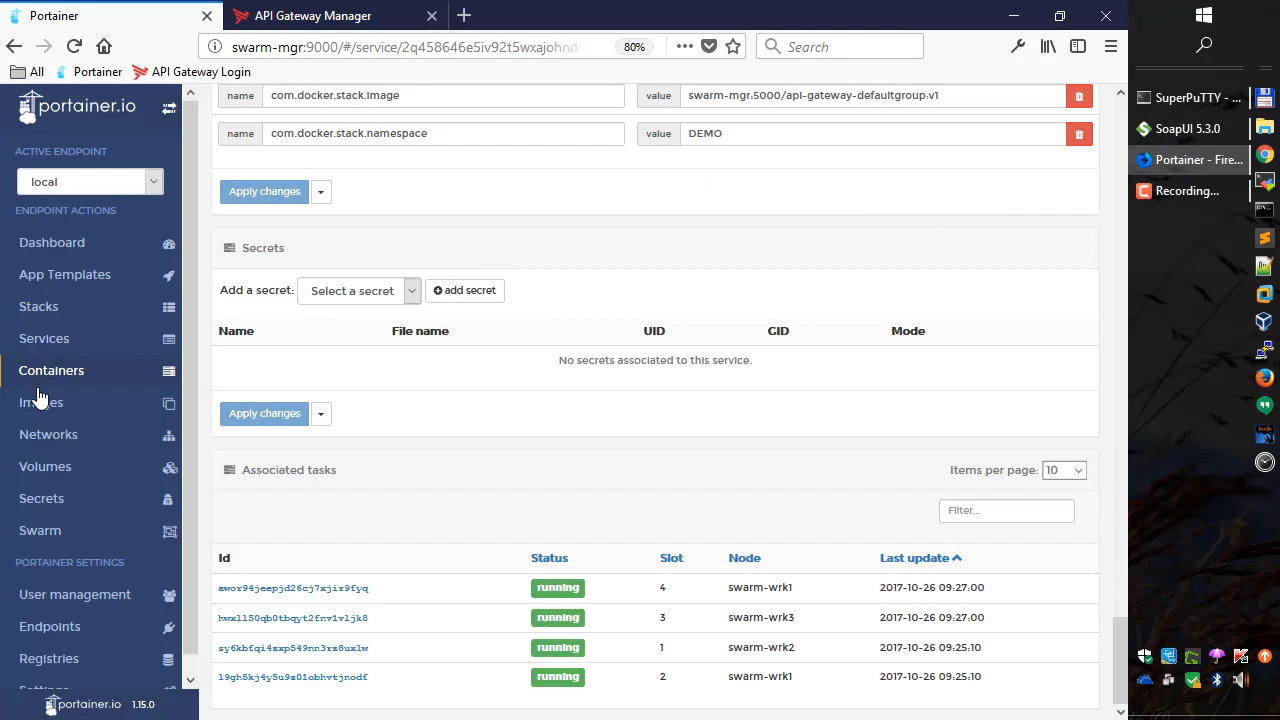 Portainer
API Gateway Manager
swarm-mgr:9000/#/service/2q458646e5iv92t5wxajohnd
80%
Search
All
Portainer
API Gateway Login
portainer.io
ACTIVE ENDPOINT
local
ENDPOINT ACTIONS
Dashboard
App Templates
Stacks
Services
Containers
Images
Networks
Volumes
Secrets
Swarm
PORTAINER SETTINGS
User management
Endpoints
Registries
Settings
portainer.io 1.15.0
name com.docker.stack.image value swarm-mgr:5000/api-gateway-defaultgroup:v1
name com.docker.stack.namespace value DEMO
Apply changes
Secrets
Add a secret: Select a secret add secret
Name File name UID GID Mode
No secrets associated to this service.
Apply changes
Associated tasks Items per page: 10
Filter...
Id Status Slot Node Last update
awor94jeepjd26cj7xjir9fyq running 4 swarm-wrk1 2017-10-26 09:27:00
hwxll50qb0tbqyt2fnv1vljk8 running 3 swarm-wrk3 2017-10-26 09:27:00
sy6kbfqi4zxp549nn3rz8uxlw running 1 swarm-wrk2 2017-10-26 09:25:10
l9gh5kj4y5u9z01obhvtjnodf running 2 swarm-wrk1 2017-10-26 09:25:10
SuperPuTTY - ...
SoapUI 5.3.0
Portainer - Fire...
Recording...